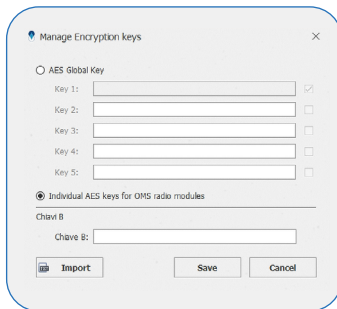 Manage Encryption keys
AES Global Key
Key 1:
Key 2:
Key 3:
Key 4:
Key 5:
Individual AES keys for OMS radio modules
Chiavi B
Chiave B:
Import Save Cancel